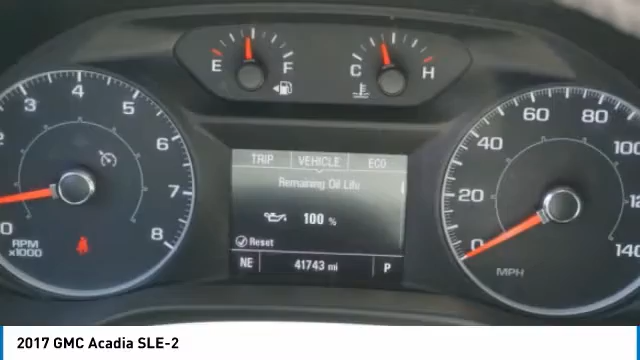 E F
C H
0 2 3 4 5 6 7 8
RPM
x1000
TRIP VEHICLE ECO
Remaining Oil Life
100 %
Reset
NE 41743 mi P
0 20 40 60 80 100 140
MPH
2017 GMC Acadia SLE-2